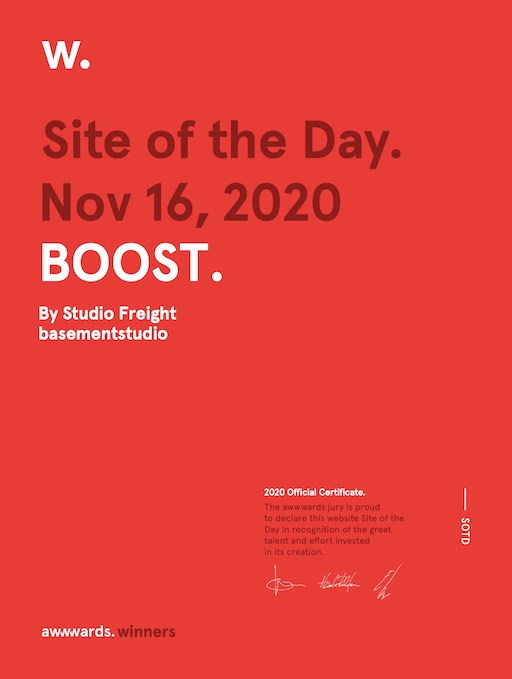 w.
Site of the Day.
Nov 16, 2020
BOOST.
By Studio Freight
basementstudio
2020 Official Certificate.
The awwwards jury is proud
to declare this website Site of the
Day in recognition of the great
talent and effort invested
in its creation.
SOTD
awwwards.winners